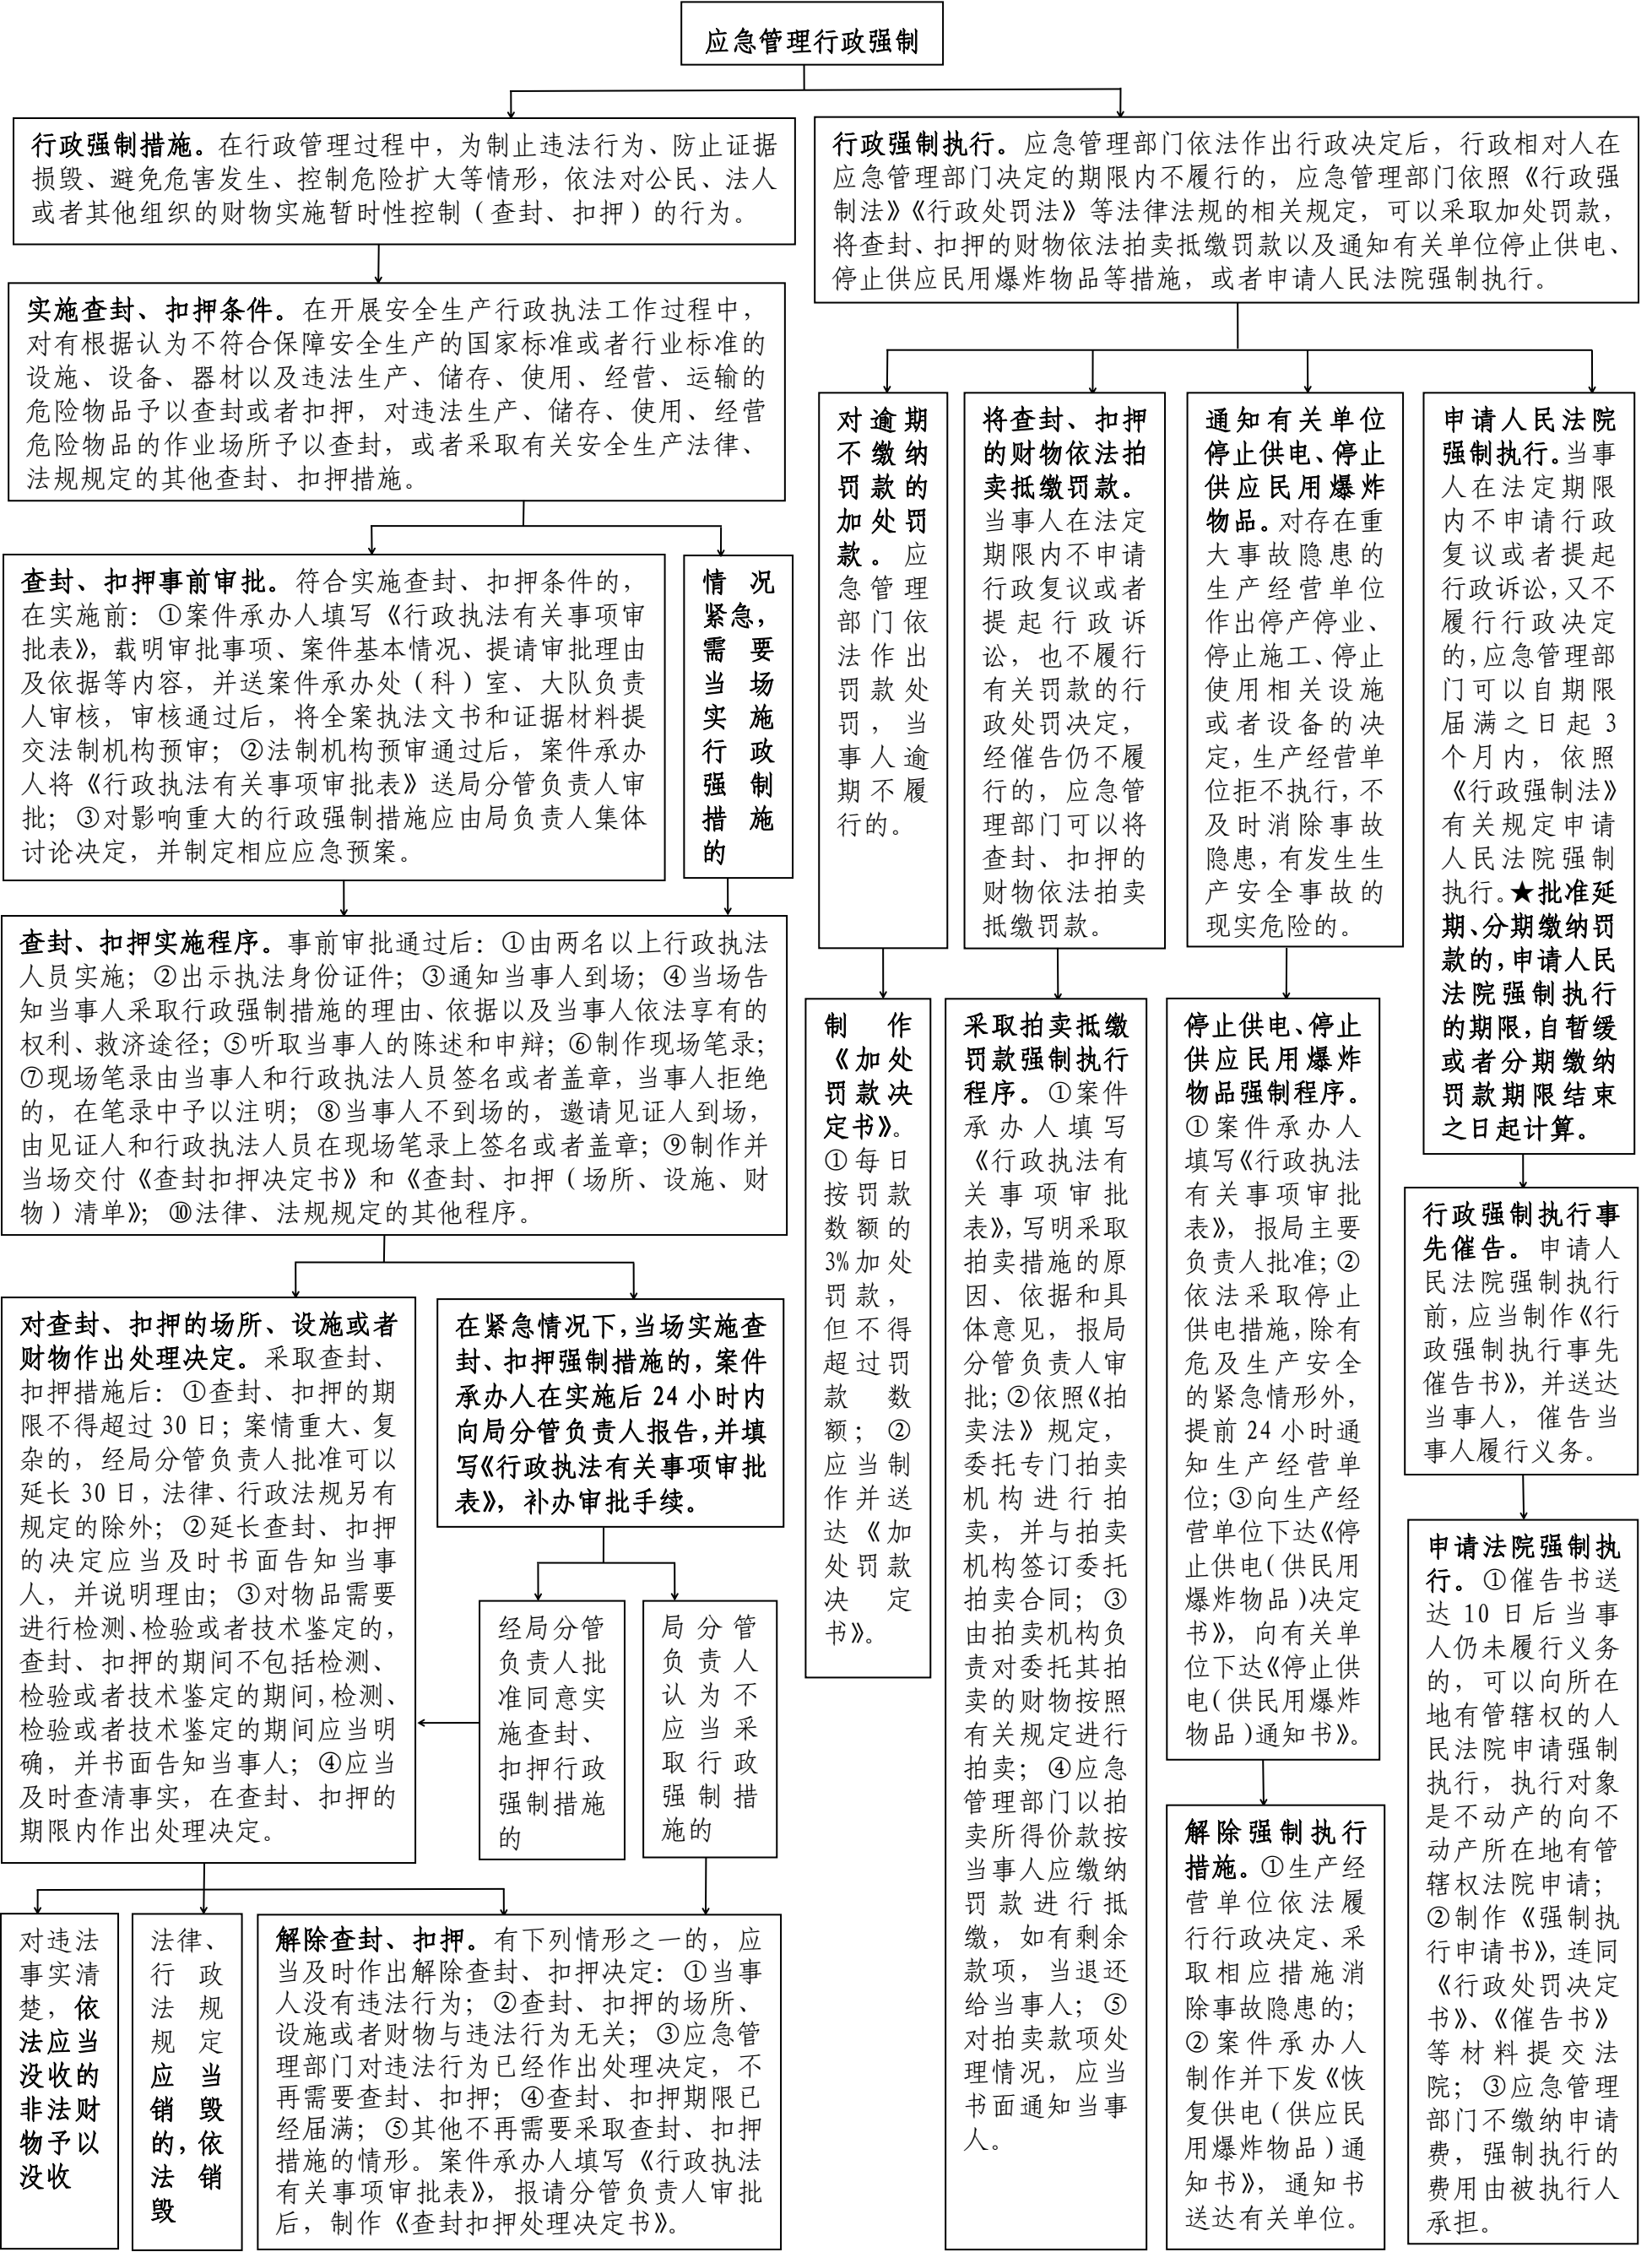 应急管理行政强制
行政强制措施。在行政管理过程中，为制止违法行为、防止证据
损毁、避免危害发生、控制危险扩大等情形，依法对公民、法人
或者其他组织的财物实施暂时性控制（查封、扣押）的行为。
行政强制执行。应急管理部门依法作出行政决定后，行政相对人在
应急管理部门决定的期限内不履行的，应急管理部门依照《行政强
制法》《行政处罚法》等法律法规的相关规定，可以采取加处罚款，
将查封、扣押的财物依法拍卖抵缴罚款以及通知有关单位停止供电、
停止供应民用爆炸物品等措施，或者申请人民法院强制执行。
实施查封、扣押条件。在开展安全生产行政执法工作过程中，
对有根据认为不符合保障安全生产的国家标准或者行业标准的
设施、设备、器材以及违法生产、储存、使用、经营、运输的
危险物品予以查封或者扣押，对违法生产、储存、使用、经营
危险物品的作业场所予以查封，或者采取有关安全生产法律、
法规规定的其他查封、扣押措施。
查封、扣押事前审批。符合实施查封、扣押条件的，
在实施前：①案件承办人填写《行政执法有关事项审
批表》，载明审批事项、案件基本情况、提请审批理由
及依据等内容，并送案件承办处（科）室、大队负责
人审核，审核通过后，将全案执法文书和证据材料提
交法制机构预审；②法制机构预审通过后，案件承办
人将《行政执法有关事项审批表》送局分管负责人审
批；③对影响重大的行政强制措施应由局负责人集体
讨论决定，并制定相应应急预案。
情况
紧急，
需要
当场
实施
行政
强制
措施
的
查封、扣押实施程序。事前审批通过后：①由两名以上行政执法
人员实施；②出示执法身份证件；③通知当事人到场；④当场告
知当事人采取行政强制措施的理由、依据以及当事人依法享有的
权利、救济途径；⑤听取当事人的陈述和申辩；⑥制作现场笔录；
⑦现场笔录由当事人和行政执法人员签名或者盖章，当事人拒绝
的，在笔录中予以注明；⑧当事人不到场的，邀请见证人到场，
由见证人和行政执法人员在现场笔录上签名或者盖章；⑨制作并
当场交付《查封扣押决定书》和《查封、扣押（场所、设施、财
物）清单》；⑩法律、法规规定的其他程序。
对查封、扣押的场所、设施或者
财物作出处理决定。采取查封、
扣押措施后：①查封、扣押的期
限不得超过 30 日；案情重大、复
杂的，经局分管负责人批准可以
延长 30 日，法律、行政法规另有
规定的除外；②延长查封、扣押
的决定应当及时书面告知当事
人，并说明理由；③对物品需要
进行检测、检验或者技术鉴定的，
查封、扣押的期间不包括检测、
检验或者技术鉴定的期间，检测、
检验或者技术鉴定的期间应当明
确，并书面告知当事人；④应当
及时查清事实，在查封、扣押的
期限内作出处理决定。
在紧急情况下，当场实施查
封、扣押强制措施的，案件
承办人在实施后 24 小时内
向局分管负责人报告，并填
写《行政执法有关事项审批
表》，补办审批手续。
经局分管
负责人批
准同意实
施查封、
扣押行政
强制措施
的
局分管
负责人
认为不
应当采
取行政
强制措
施的
对违法
事实清
楚，依
法应当
没收的
非法财
物予以
没收
法律、
行政
法规
规定
应当
销毁
的，依
法销
毁
解除查封、扣押。有下列情形之一的，应
当及时作出解除查封、扣押决定：①当事
人没有违法行为；②查封、扣押的场所、
设施或者财物与违法行为无关；③应急管
理部门对违法行为已经作出处理决定，不
再需要查封、扣押；④查封、扣押期限已
经届满；⑤其他不再需要采取查封、扣押
措施的情形。案件承办人填写《行政执法
有关事项审批表》，报请分管负责人审批
后，制作《查封扣押处理决定书》。
对逾期
不缴纳
罚款的
加处罚
款。应
急管理
部门依
法作出
罚款处
罚，当
事人逾
期不履
行的。
制作
《加处
罚款决
定书》。
①每日
按罚款
数额的
3%加处
罚款，
但不得
超过罚
款数
额；②
应当制
作并送
达《加
处罚款
决定
书》。
将查封、扣押
的财物依法拍
卖抵缴罚款。
当事人在法定
期限内不申请
行政复议或者
提起行政诉
讼，也不履行
有关罚款的行
政处罚决定，
经催告仍不履
行的，应急管
理部门可以将
查封、扣押的
财物依法拍卖
抵缴罚款。
采取拍卖抵缴
罚款强制执行
程序。①案件
承办人填写
《行政执法有
关事项审批
表》，写明采取
拍卖措施的原
因、依据和具
体意见，报局
分管负责人审
批；②依照《拍
卖法》规定，
委托专门拍卖
机构进行拍
卖，并与拍卖
机构签订委托
拍卖合同；③
由拍卖机构负
责对委托其拍
卖的财物按照
有关规定进行
拍卖；④应急
管理部门以拍
卖所得价款按
当事人应缴纳
罚款进行抵
缴，如有剩余
款项，当退还
给当事人；⑤
对拍卖款项处
理情况，应当
书面通知当事
人。
通知有关单位
停止供电、停止
供应民用爆炸
物品。对存在重
大事故隐患的
生产经营单位
作出停产停业、
停止施工、停止
使用相关设施
或者设备的决
定，生产经营单
位拒不执行，不
及时消除事故
隐患，有发生生
产安全事故的
现实危险的。
停止供电、停止
供应民用爆炸
物品强制程序。
①案件承办人
填写《行政执法
有关事项审批
表》，报局主要
负责人批准；②
依法采取停止
供电措施，除有
危及生产安全
的紧急情形外，
提前 24 小时通
知生产经营单
位；③向生产经
营单位下达《停
止供电（供民用
爆炸物品）决定
书》，向有关单
位下达《停止供
电（供民用爆炸
物品）通知书》。
解除强制执行
措施。①生产经
营单位依法履
行行政决定、采
取相应措施消
除事故隐患的；
②案件承办人
制作并下发《恢
复供电（供应民
用爆炸物品）通
知书》，通知书
送达有关单位。
申请人民法院
强制执行。当事
人在法定期限
内不申请行政
复议或者提起
行政诉讼，又不
履行行政决定
的，应急管理部
门可以自期限
届满之日起 3
个月内，依照
《行政强制法》
有关规定申请
人民法院强制
执行。★批准延
期、分期缴纳罚
款的，申请人民
法院强制执行
的期限，自暂缓
或者分期缴纳
罚款期限结束
之日起计算。
行政强制执行事
先催告。申请人
民法院强制执行
前，应当制作《行
政强制执行事先
催告书》，并送达
当事人，催告当
事人履行义务。
申请法院强制执
行。①催告书送
达 10 日后当事
人仍未履行义务
的，可以向所在
地有管辖权的人
民法院申请强制
执行，执行对象
是不动产的向不
动产所在地有管
辖权法院申请；
②制作《强制执
行申请书》，连同
《行政处罚决定
书》、《催告书》
等材料提交法
院；③应急管理
部门不缴纳申请
费，强制执行的
费用由被执行人
承担。